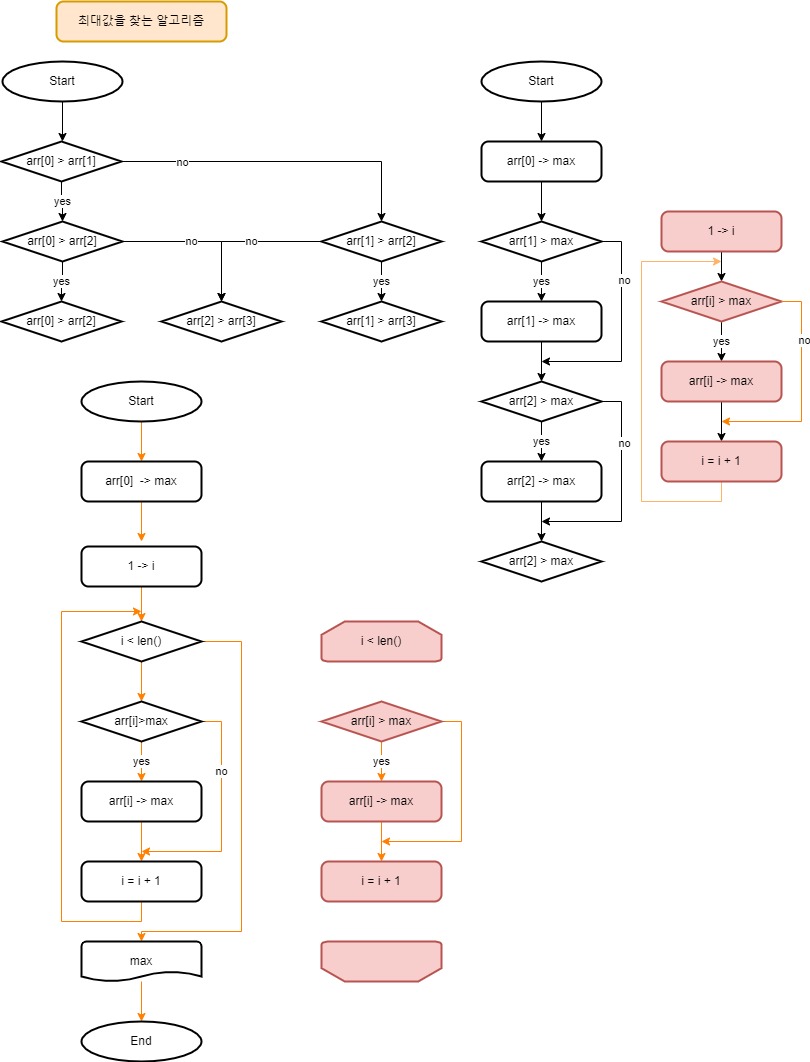 최대값을 찾는 알고리즘
Start
arr[0] > arr[1]
no
yes
arr[0] > arr[2]
no
no
arr[1] > arr[2]
yes
yes
arr[0] > arr[2]
arr[2] > arr[3]
arr[1] > arr[3]
Start
arr[0] -> max
arr[1] > max
yes
no
arr[1] -> max
arr[2] > max
yes
no
arr[2] -> max
arr[2] > max
1 -> i
arr[i] > max
yes
no
arr[i] -> max
i = i + 1
Start
arr[0] -> max
1 -> i
i < len()
arr[i]>max
yes
no
arr[i] -> max
i = i + 1
max
End
i < len()
arr[i] > max
yes
arr[i] -> max
i = i + 1